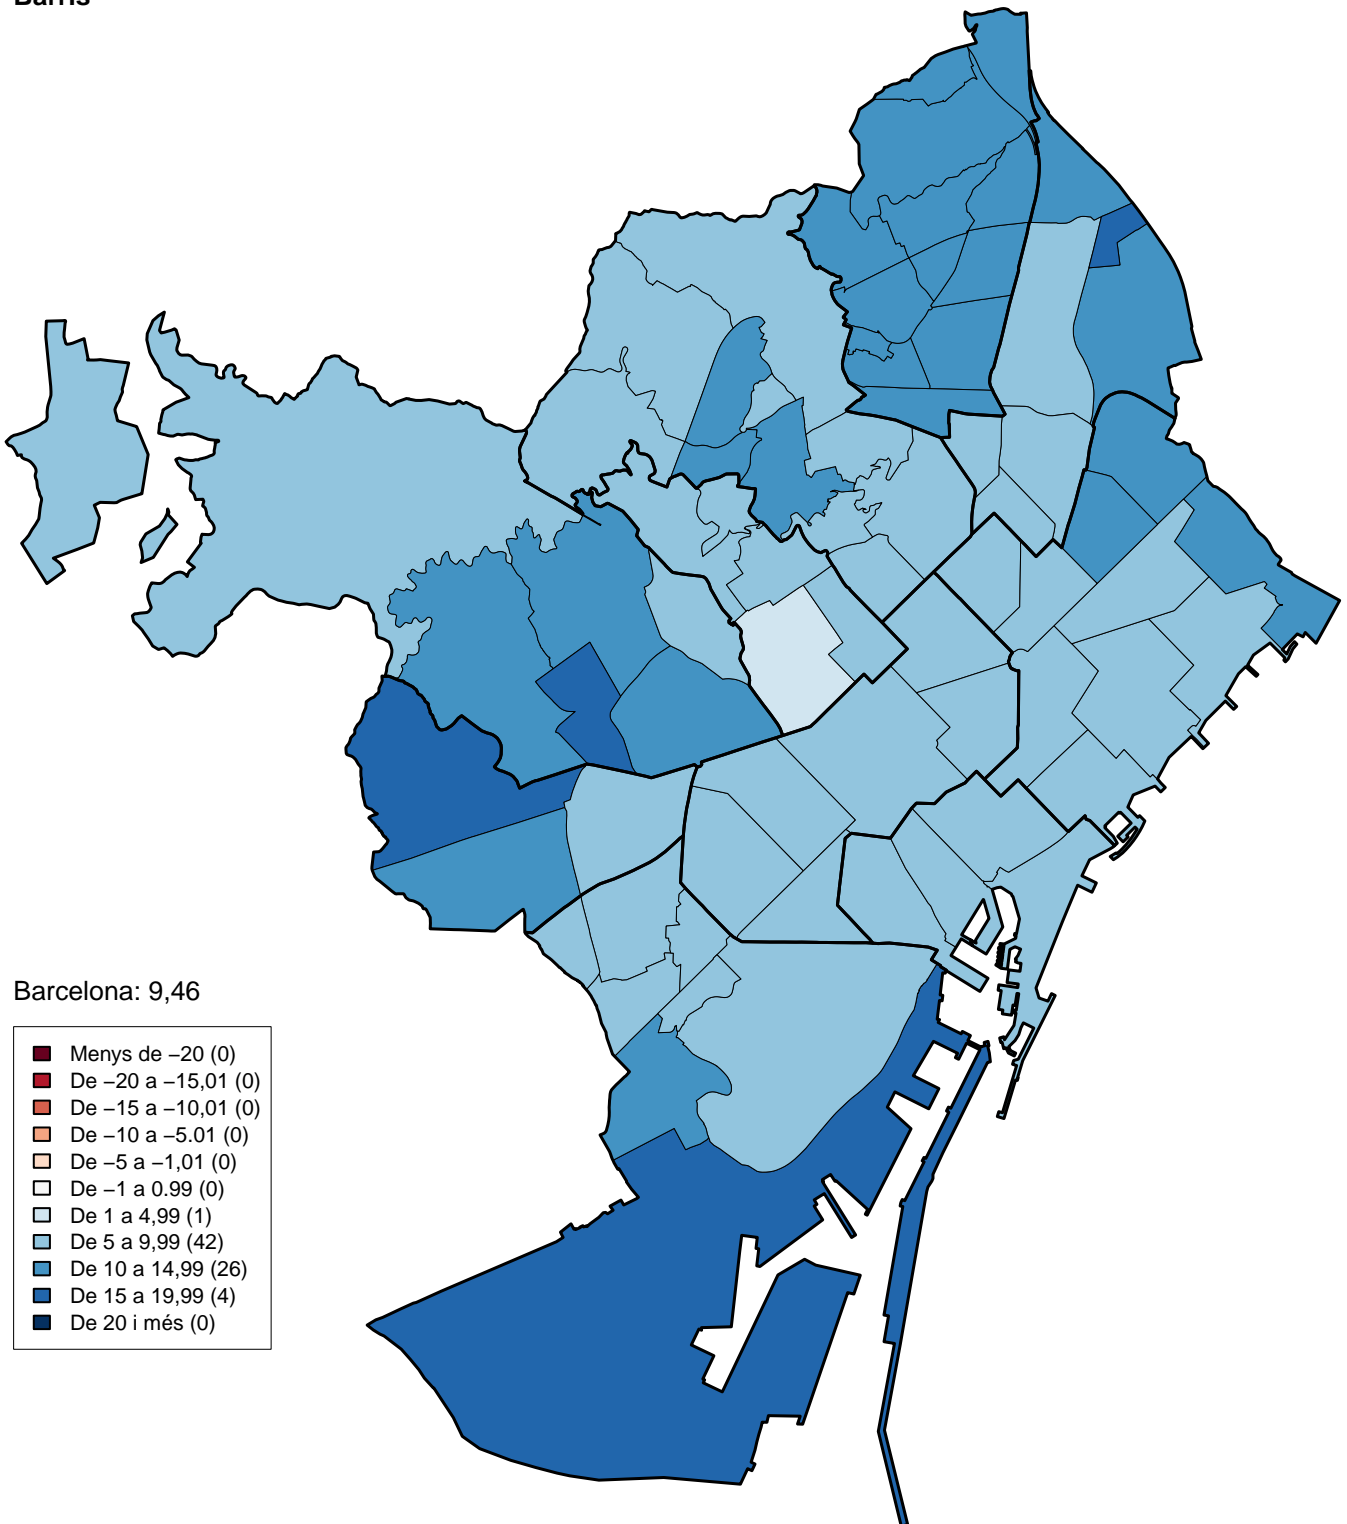 Barris
Barcelona: 9,46
Menys de −20 (0)
De −20 a −15,01 (0)
De −15 a −10,01 (0)
De −10 a −5.01 (0)
De −5 a −1,01 (0)
De −1 a 0.99 (0)
De 1 a 4,99 (1)
De 5 a 9,99 (42)
De 10 a 14,99 (26)
De 15 a 19,99 (4)
De 20 i més (0)